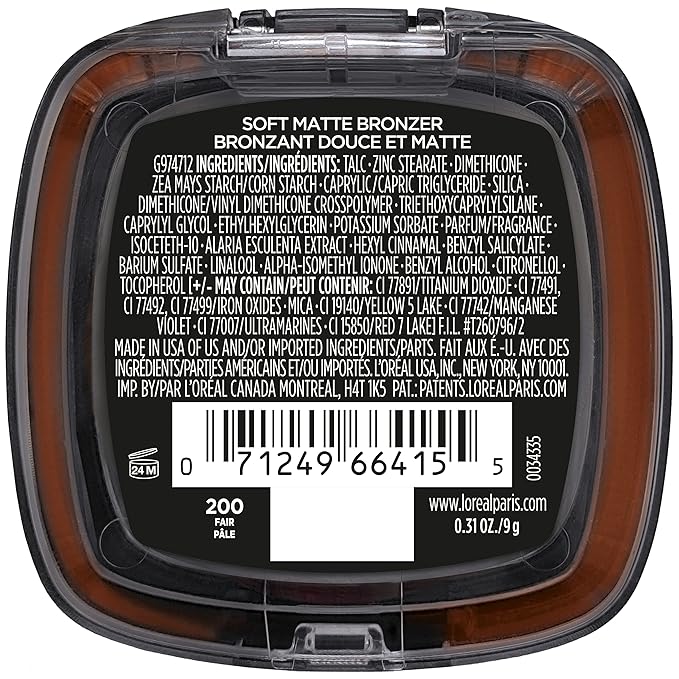 SOFT MATTE BRONZER
BRONZANT DOUCE ET MATTE
G974712 INGREDIENTS/INGRÉDIENTS: TALC • ZINC STEARATE • DIMETHICONE •
ZEA MAYS STARCH/CORN STARCH • CAPRYLIC/CAPRIC TRIGLYCERIDE • SILICA •
DIMETHICONE/VINYL DIMETHICONE CROSSPOLYMER • TRIETHOXYCAPRYLYLSILANE •
CAPRYLYL GLYCOL • ETHYLHEXYLGLYCERIN • POTASSIUM SORBATE • PARFUM/FRAGRANCE •
ISOCETETH-10 • ALARIA ESCULENTA EXTRACT • HEXYL CINNAMAL • BENZYL SALICYLATE •
BARIUM SULFATE • LINALOOL • ALPHA-ISOMETHYL IONONE • BENZYL ALCOHOL • CITRONELLOL •
TOCOPHEROL [+/– MAY CONTAIN/PEUT CONTENIR: CI 77891/TITANIUM DIOXIDE • CI 77491,
CI 77492, CI 77499/IRON OXIDES • MICA • CI 19140/YELLOW 5 LAKE • CI 77742/MANGANESE
VIOLET • CI 77007/ULTRAMARINES • CI 15850/RED 7 LAKE] F.I.L. #T260796/2
MADE IN USA OF US AND/OR IMPORTED INGREDIENTS/PARTS. FAIT AUX É.-U. AVEC DES
INGRÉDIENTS/PARTIES AMÉRICAINS ET/OU IMPORTÉS. L'ORÉAL USA, INC., NEW YORK, NY 10001.
IMP. BY/PAR L'ORÉAL CANADA MONTREAL, H4T 1K5 PAT.: PATENTS.LOREALPARIS.COM
24 M
0 71249 66415 5
0034335
200
FAIR
PÂLE
www.lorealparis.com
0.31 OZ./9 g